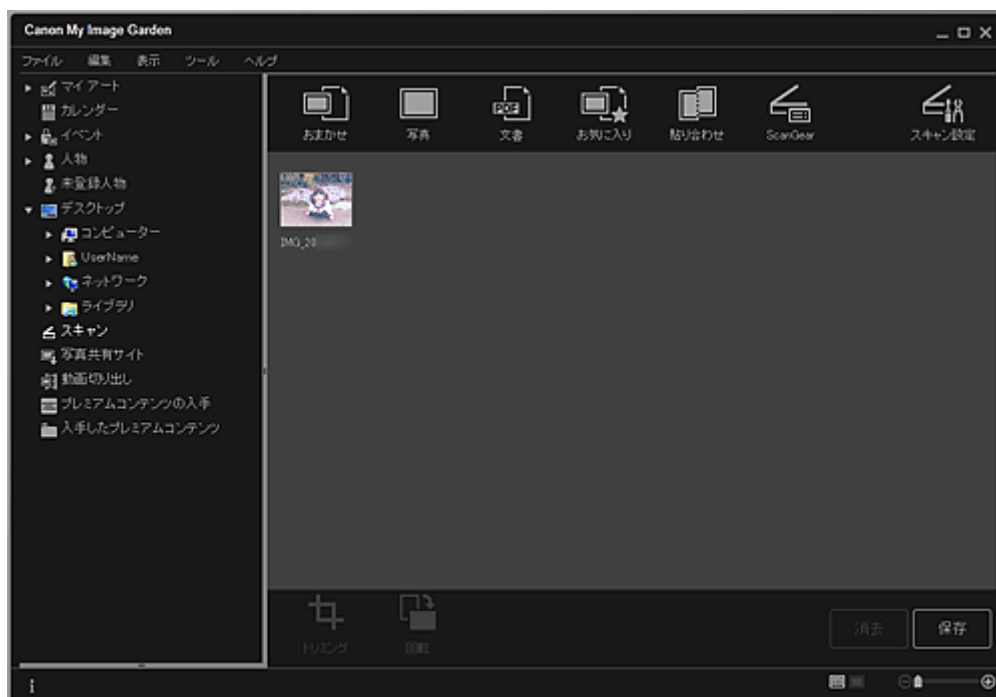 Canon My Image Garden
ファイル 編集 表示 ツール ヘルプ
マイ アート
カレンダー
イベント
人物
未登録人物
デスクトップ
コンピューター
UserName
ネットワーク
ライブラリ
スキャン
写真共有サイト
動画切り出し
プレミアムコンテンツの入手
入手したプレミアムコンテンツ
PDF
おまかせ 写真 文書 お気に入り 貼り合わせ ScanGear スキャン設定
IMG_20
トリミング 回転
消去 保存